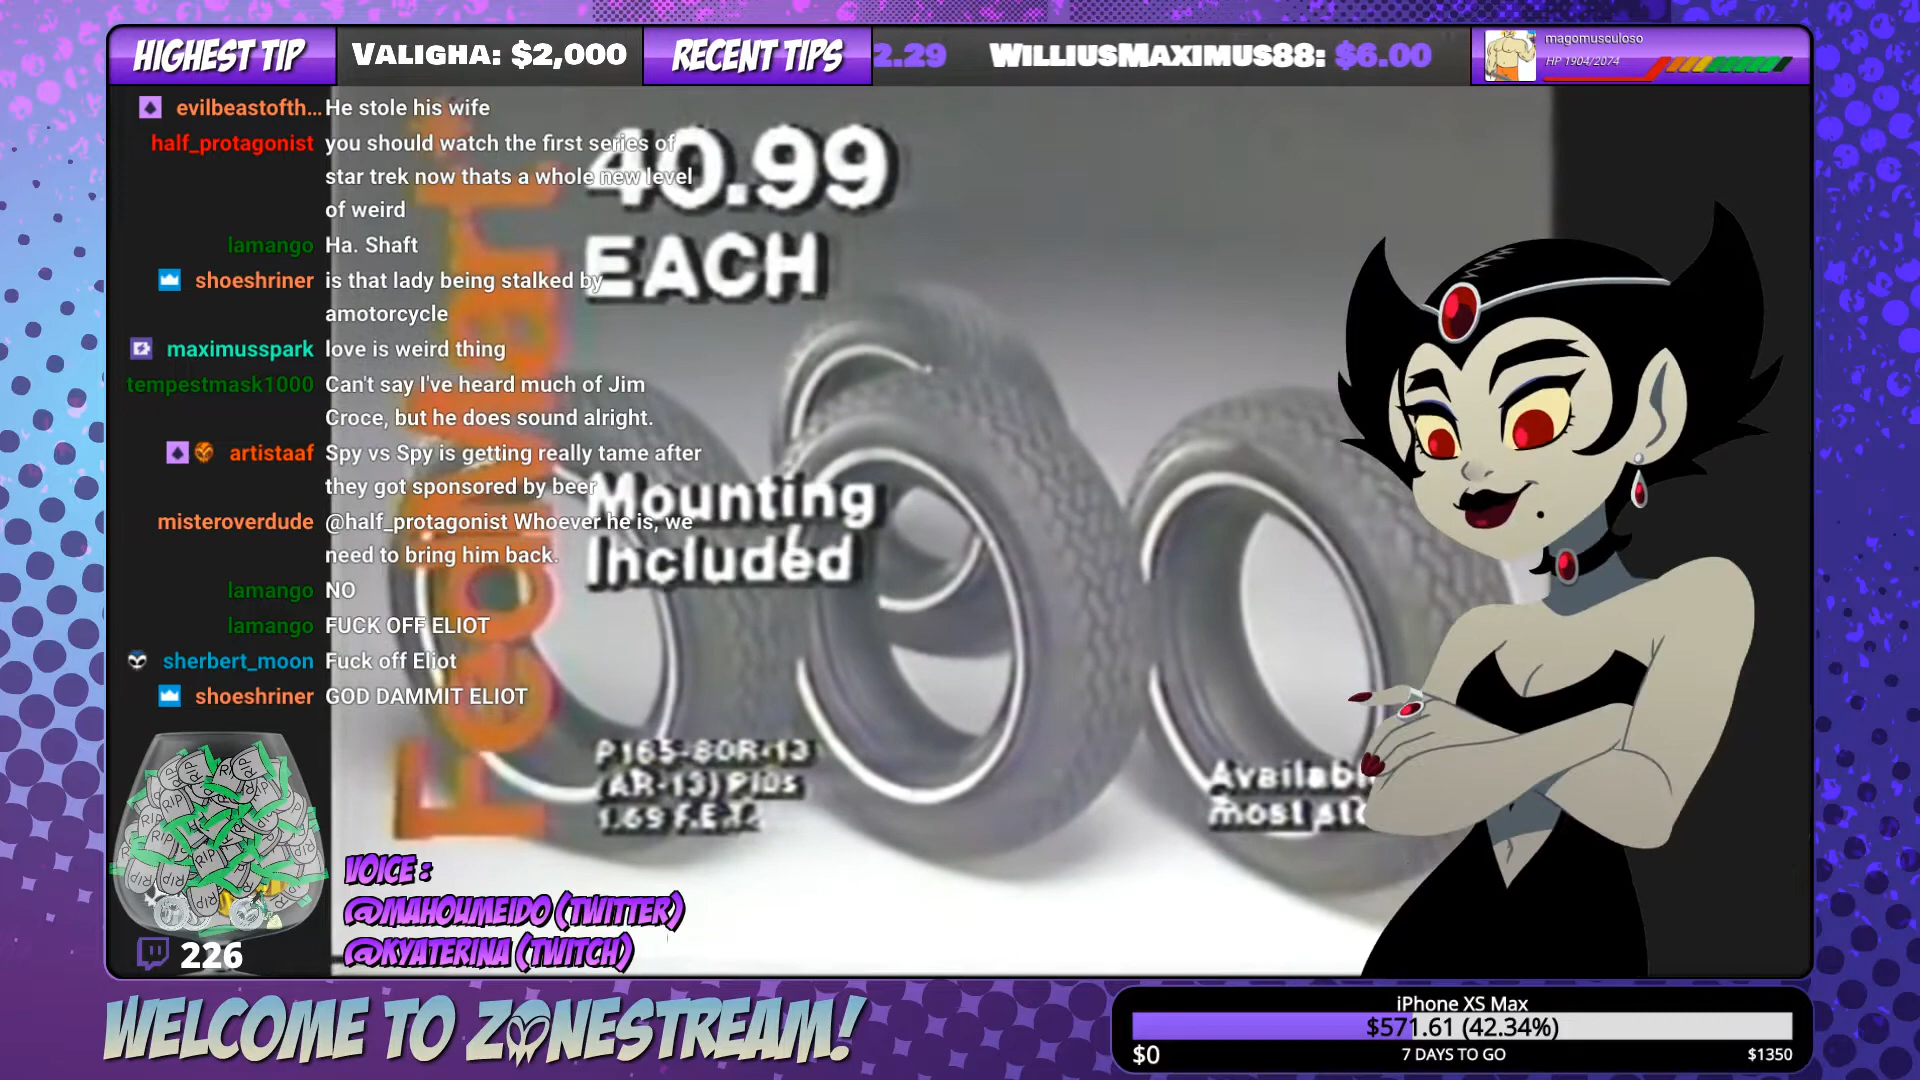 HIGHEST TIP
VALIGHA: $2,000
RECENT TIPS
2.29
WILLIUSMAXIMUS88: $6.00
magomusculoso
HP 1904/2074
evilbeastofth... He stole his wife
half_protagonist you should watch the first series of
star trek now thats a whole new level
of weird
lamango Ha. Shaft
shoeshriner is that lady being stalked by
amotorcycle
maximusspark love is weird thing
tempestmask1000 Can't say I've heard much of Jim
Croce, but he does sound alright.
artistaaf Spy vs Spy is getting really tame after
they got sponsored by beer
misteroverdude @half_protagonist Whoever he is, we
need to bring him back.
lamango NO
lamango FUCK OFF ELIOT
sherbert_moon Fuck off Eliot
shoeshriner GOD DAMMIT ELIOT
40.99
EACH
Mounting
Included
P165-80R-13
(AR-13) Plus
1.69 F.E.T.
RIP
RIP
RIP
RIP
RIP
RIP
226
VOICE :
@MAHOUMEIDO (TWITTER)
@KYATERINA (TWITCH)
WELCOME TO ZONESTREAM!
iPhone XS Max
$571.61 (42.34%)
$0
7 DAYS TO GO
$1350